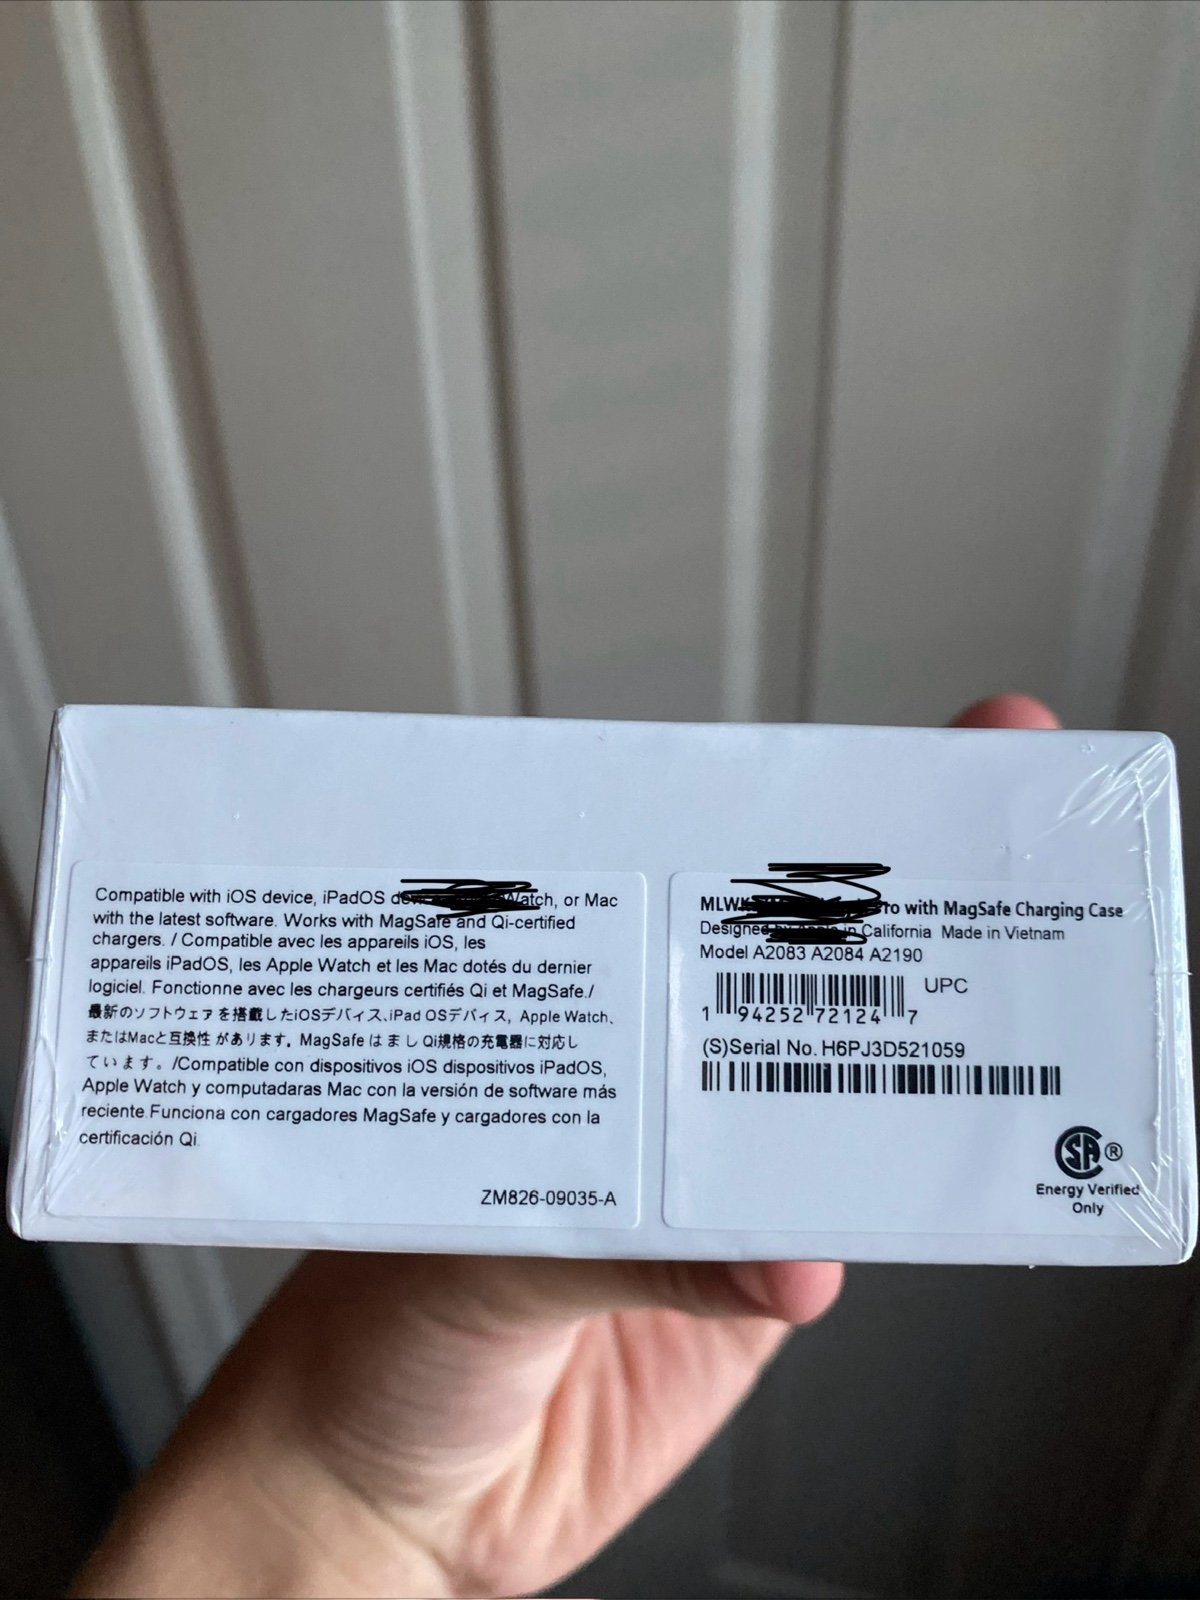 Compatible with iOS device, iPadOS Watch, or Mac
with the latest software. Works with MagSafe and Qi-certified
chargers. / Compatible avec les appareils iOS, les
appareils iPadOS, les Apple Watch et les Mac dotés du dernier
logiciel. Fonctionne avec les chargeurs certifiés Qi et MagSafe./
最新のソフトウェアを搭載したiOSデバイス、iPad OSデバイス, Apple Watch、
またはMacと互換性 があります。MagSafe は ま し Qi規格の充電器に対応し
ています。/Compatible con dispositivos iOS dispositivos iPadOS,
Apple Watch y computadaras Mac con la versión de software más
reciente.Funciona con cargadores MagSafe y cargadores con la
certificación Qi.
ZM826-09035-A
Pro with MagSafe Charging Case
Designed by Apple in California Made in Vietnam
Model A2083 A2084 A2190
UPC
1 94252 72124 7
(S)Serial No. H6PJ3D521059
SA ®
Energy Verified
Only